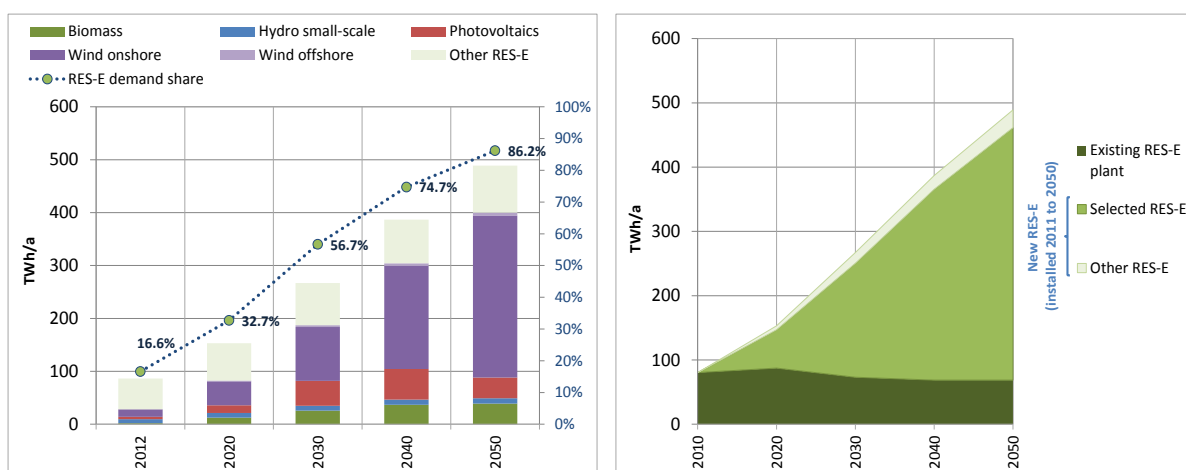 Biomass
Hydro small-scale
Photovoltaics
Wind onshore
Wind offshore
Other RES-E
RES-E demand share
TWh/a
600
500
400
300
200
100
0
100%
90%
80%
70%
60%
50%
40%
30%
20%
10%
0%
16.6%
32.7%
56.7%
74.7%
86.2%
2012
2020
2030
2040
2050
TWh/a
600
500
400
300
200
100
0
2010
2020
2030
2040
2050
Existing RES-E
plant
New RES-E
(installed 2011 to 2050)
Selected RES-E
Other RES-E